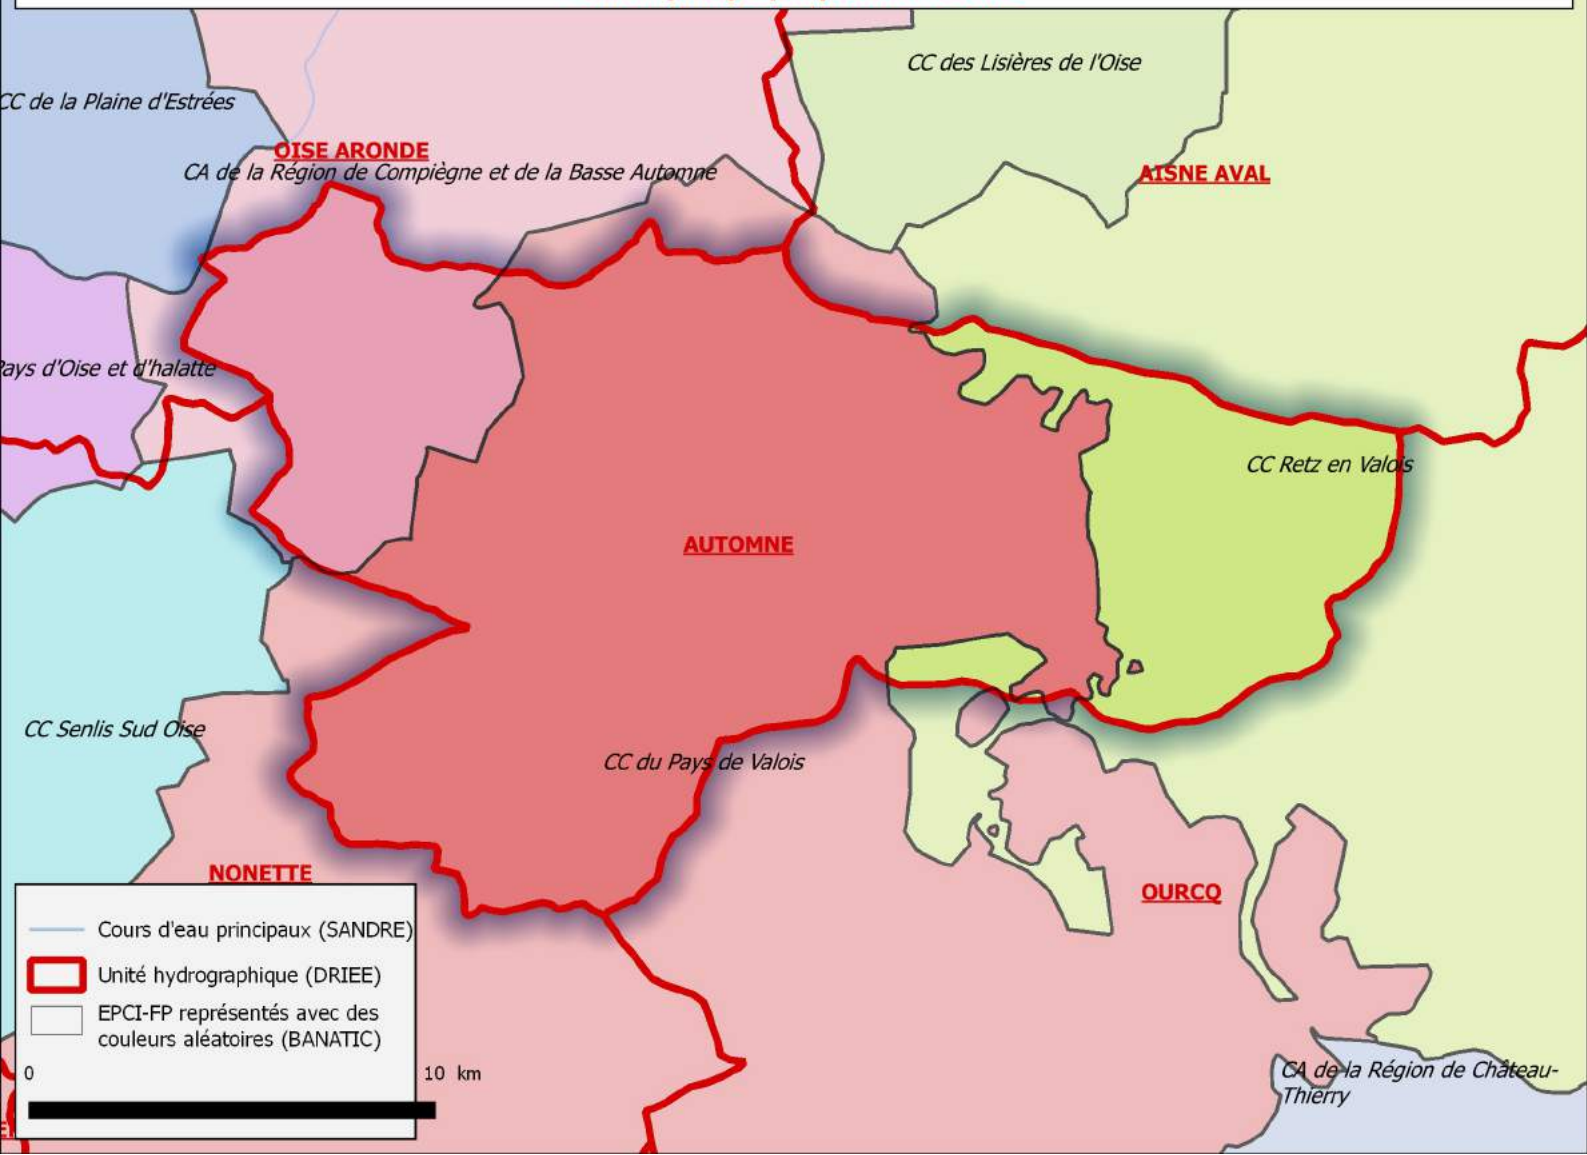 CC des Lisières de l'Oise
CC de la Plaine d'Estrées
OISE ARONDE
CA de la Région de Compiègne et de la Basse Automne
AISNE AVAL
Pays d'Oise et d'halatte
CC Retz en Valois
AUTOMNE
CC Senlis Sud Oise
CC du Pays de Valois
NONETTE
OURCQ
Cours d'eau principaux (SANDRE)
Unité hydrographique (DRIEE)
EPCI-FP représentés avec des
couleurs aléatoires (BANATIC)
0
10 km
CA de la Région de Château-
Thierry